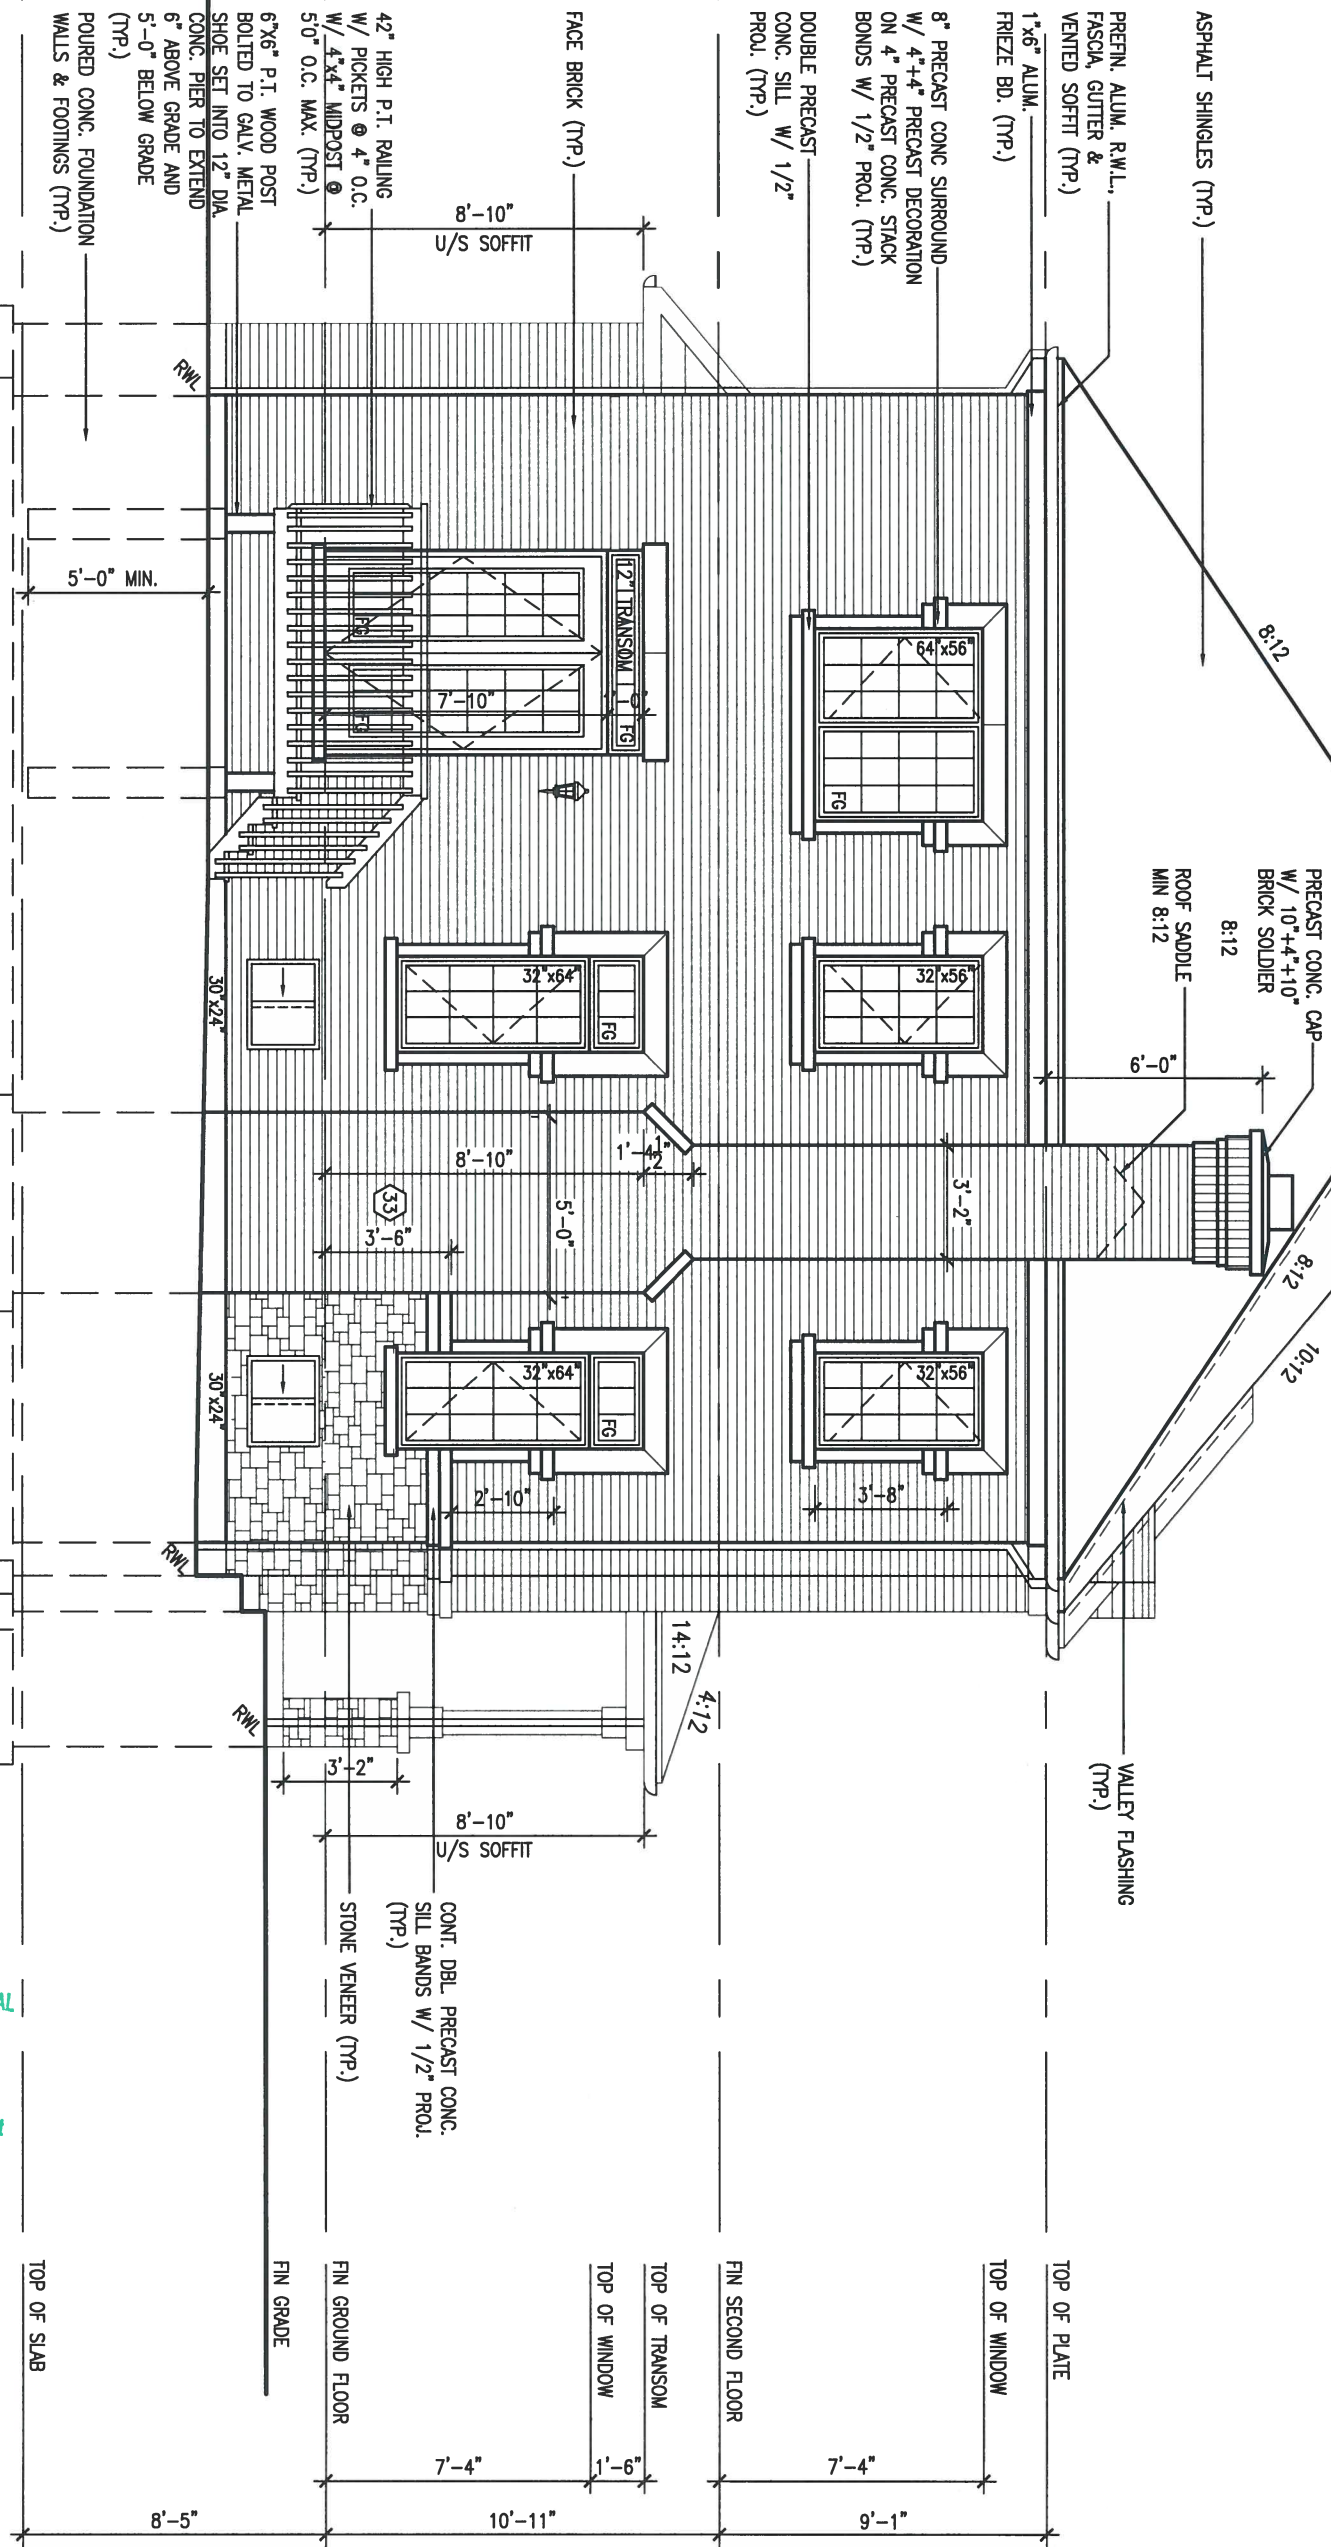 ASPHALT SHINGLES (TYP.)
PREFIN. ALUM. R.W.L.,
FASCIA, GUTTER &
VENTED SOFFIT (TYP.)
1"x6" ALUM.
FRIEZE BD. (TYP.)
8" PRECAST CONC SURROUND
W/ 4"+4" PRECAST DECORATION
ON 4" PRECAST CONC. STACK
BONDS W/ 1/2" PROJ. (TYP.)
DOUBLE PRECAST
CONC. SILL W/ 1/2"
PROJ. (TYP.)
FACE BRICK (TYP.)
42" HIGH P.T. RAILING
W/ PICKETS @ 4" O.C.
W/ 4"x4" MIDPOST @
5'0" O.C. MAX. (TYP.)
6"X6" P.T. WOOD POST
BOLTED TO GALV. METAL
SHOE SET INTO 12" DIA.
CONC. PIER TO EXTEND
6" ABOVE GRADE AND
5'-0" BELOW GRADE
(TYP.)
POURED CONC. FOUNDATION
WALLS & FOOTINGS (TYP.)
8'-10"
U/S SOFFIT
RWL
5'-0" MIN.
8:12
64"x56"
FG
12" TRANSOM
FG
FG
FG
7'-10"
PRECAST CONC. CAP
W/ 10"+4"+10"
BRICK SOLDIER
8:12
ROOF SADDLE
MIN 8:12
6'-0"
32"x56"
32"x64"
FG
30"x24"
3'-2"
1'-4 1/2"
8'-10"
5'-0"
33
3'-6"
8:12
10:12
32"x56"
3'-8"
32"x64"
FG
2'-10"
30"x24"
RWL
14:12
4:12
RWL
3'-2"
8'-10"
U/S SOFFIT
VALLEY FLASHING
(TYP.)
CONT. DBL. PRECAST CONC.
SILL BANDS W/ 1/2" PROJ.
(TYP.)
STONE VENEER (TYP.)
TOP OF PLATE
TOP OF WINDOW
FIN SECOND FLOOR
TOP OF TRANSOM
TOP OF WINDOW
FIN GROUND FLOOR
FIN GRADE
TOP OF SLAB
7'-4"
1'-6"
7'-4"
9'-1"
10'-11"
8'-5"